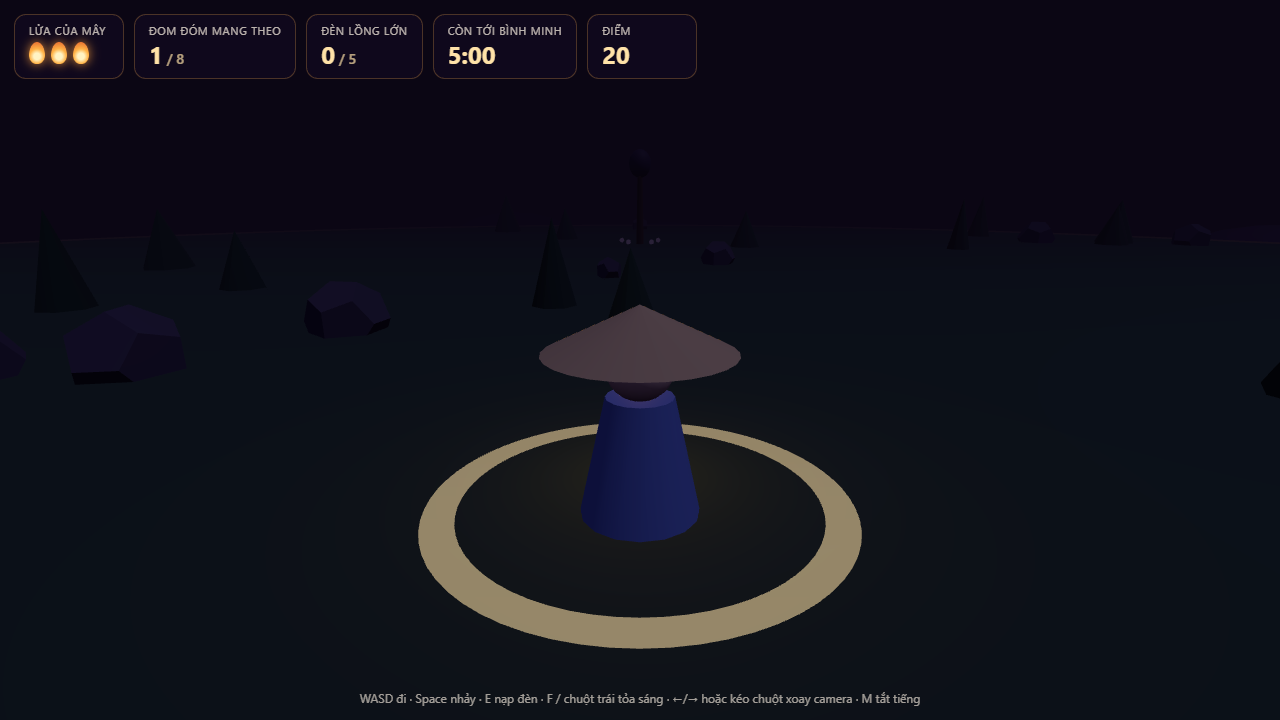 LỬA CỦA MÂY
ĐOM ĐÓM MANG THEO
1 / 8
ĐÈN LỒNG LỚN
0 / 5
CÒN TỚI BÌNH MINH
5:00
ĐIỂM
20
WASD đi · Space nhảy · E nạp đèn · F / chuột trái tỏa sáng · ←/→ hoặc kéo chuột xoay camera · M tắt tiếng